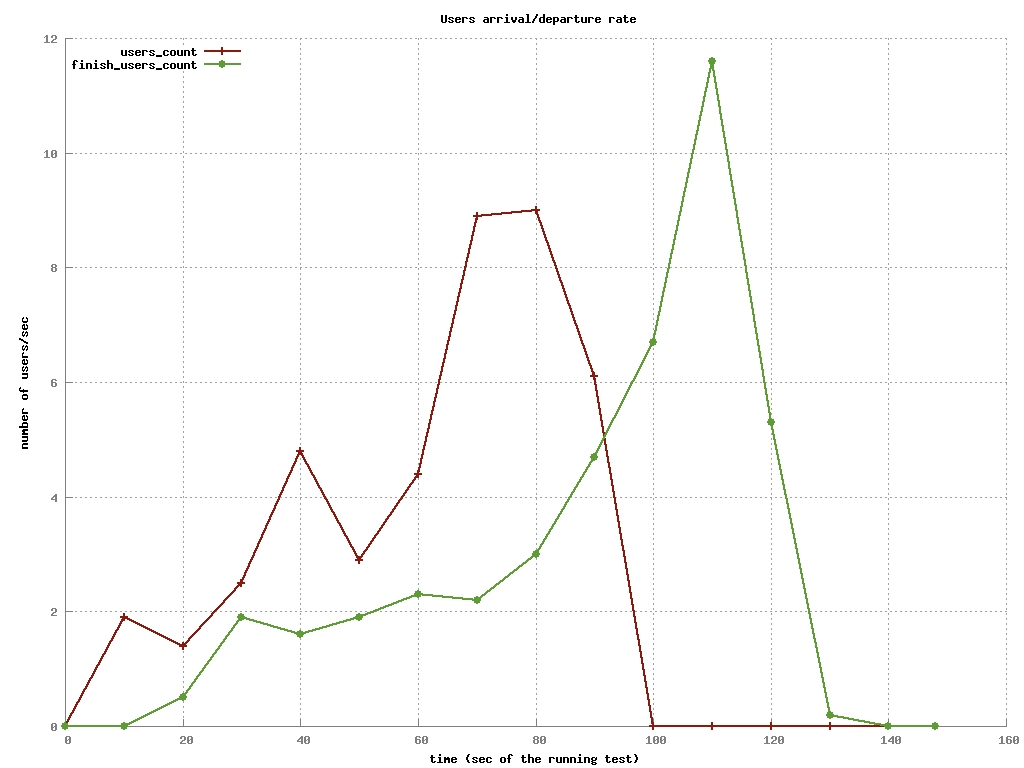 Users arrival/departure rate
users_count
finish_users_count
12
10
8
6
4
2
0
number of users/sec
0 20 40 60 80 100 120 140 160
time (sec of the running test)